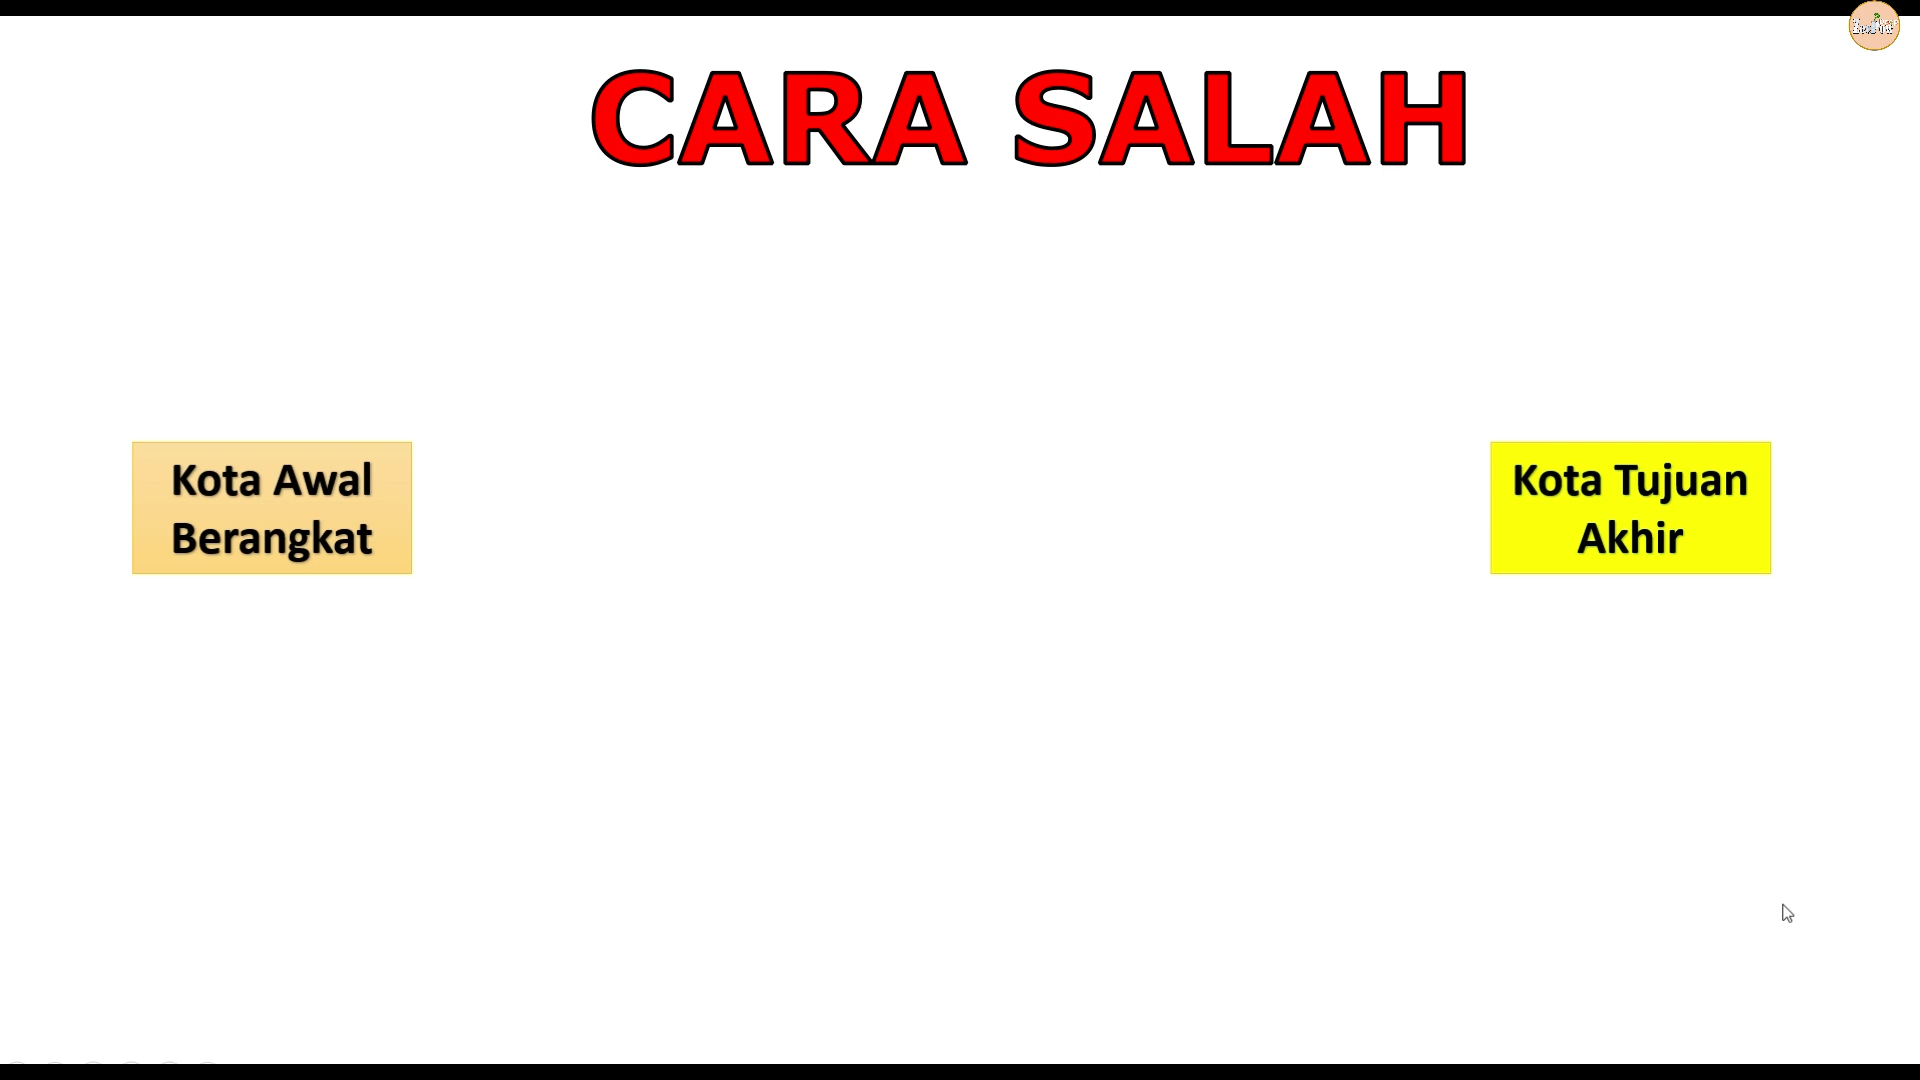 CARA SALAH
Kota Awal
Berangkat
Kota Tujuan
Akhir